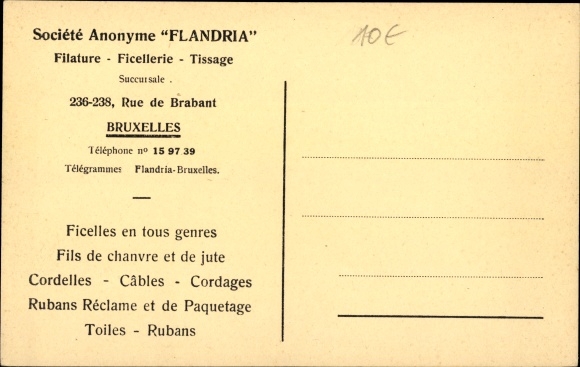 Société Anonyme "FLANDRIA"
Filature - Ficellerie - Tissage
Succursale .
236-238, Rue de Brabant
BRUXELLES
Téléphone nº 15 97 39
Télégrammes Flandria-Bruxelles.
Ficelles en tous genres
Fils de chanvre et de jute
Cordelles - Câbles - Cordages
Rubans Réclame et de Paquetage
Toiles - Rubans
10€